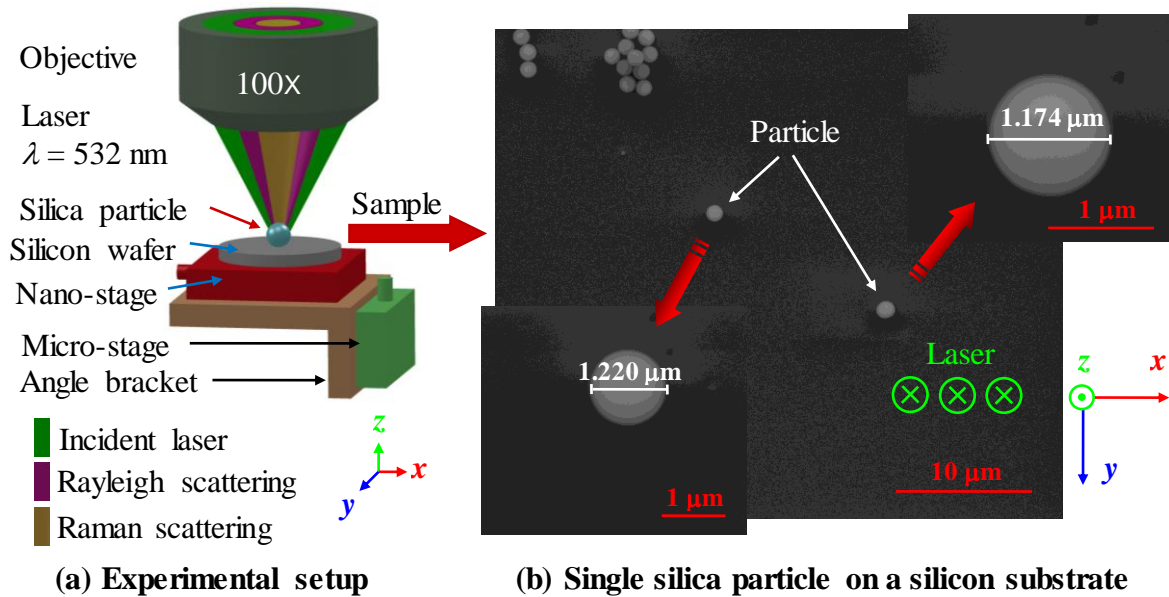 Objective
100X
Laser
λ = 532 nm
Silica particle
Silicon wafer
Nano-stage
Micro-stage
Angle bracket
Sample
Incident laser
Rayleigh scattering
Raman scattering
z
x
y
(a) Experimental setup
Particle
1.174 μm
1 μm
1.220 μm
1 μm
Laser
10 μm
z
x
y
(b) Single silica particle on a silicon substrate